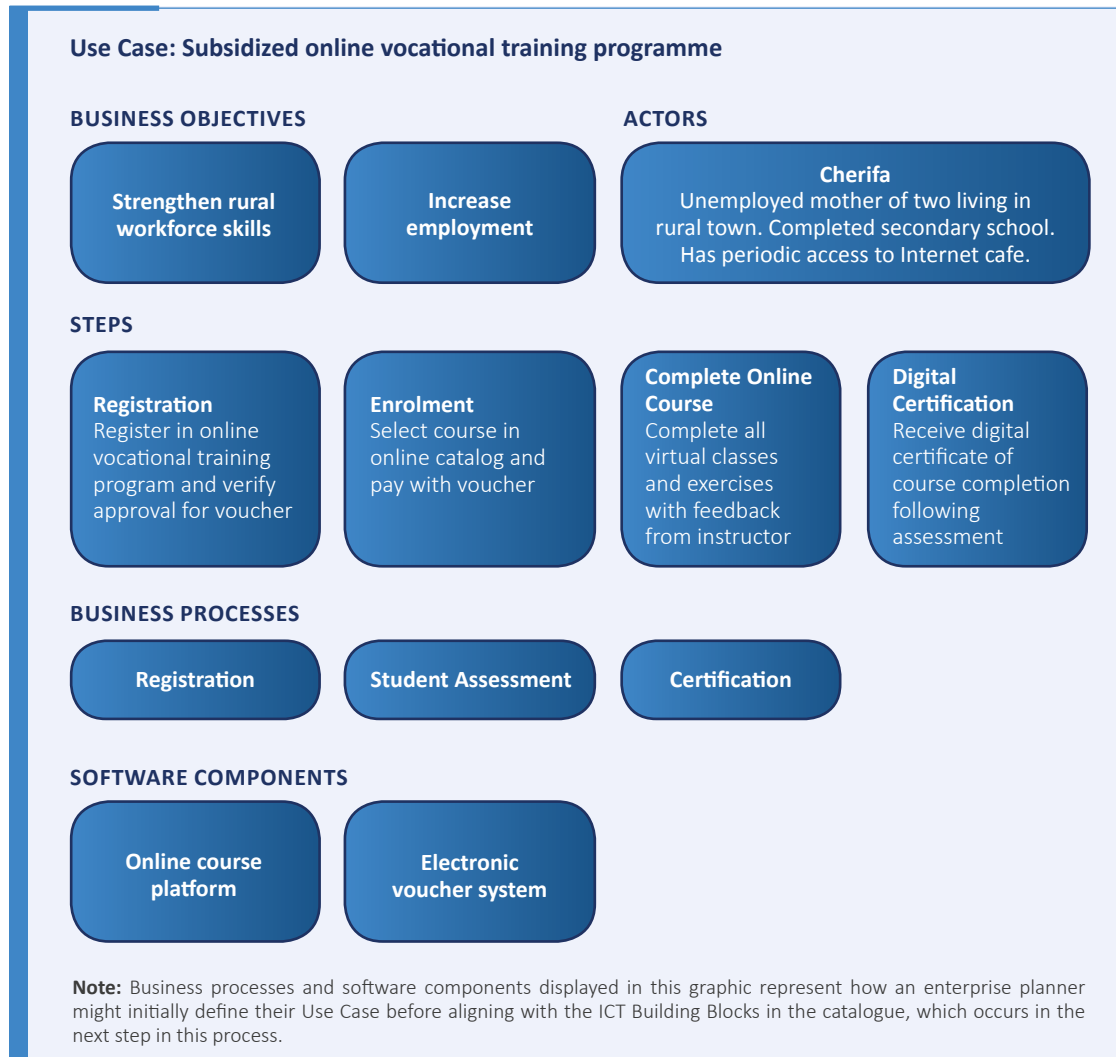 Use Case: Subsidized online vocational training programme
BUSINESS OBJECTIVES
Strengthen rural
workforce skills
Increase
employment
ACTORS
Cherifa
Unemployed mother of two living in
rural town. Completed secondary school.
Has periodic access to Internet cafe.
STEPS
Registration
Register in online
vocational training
program and verify
approval for voucher
Enrolment
Select course in
online catalog and
pay with voucher
Complete Online
Course
Complete all
virtual classes
and exercises
with feedback
from instructor
Digital
Certification
Receive digital
certificate of
course completion
following
assessment
BUSINESS PROCESSES
Registration
Student Assessment
Certification
SOFTWARE COMPONENTS
Online course
platform
Electronic
voucher system
Note: Business processes and software components displayed in this graphic represent how an enterprise planner
might initially define their Use Case before aligning with the ICT Building Blocks in the catalogue, which occurs in the
next step in this process.